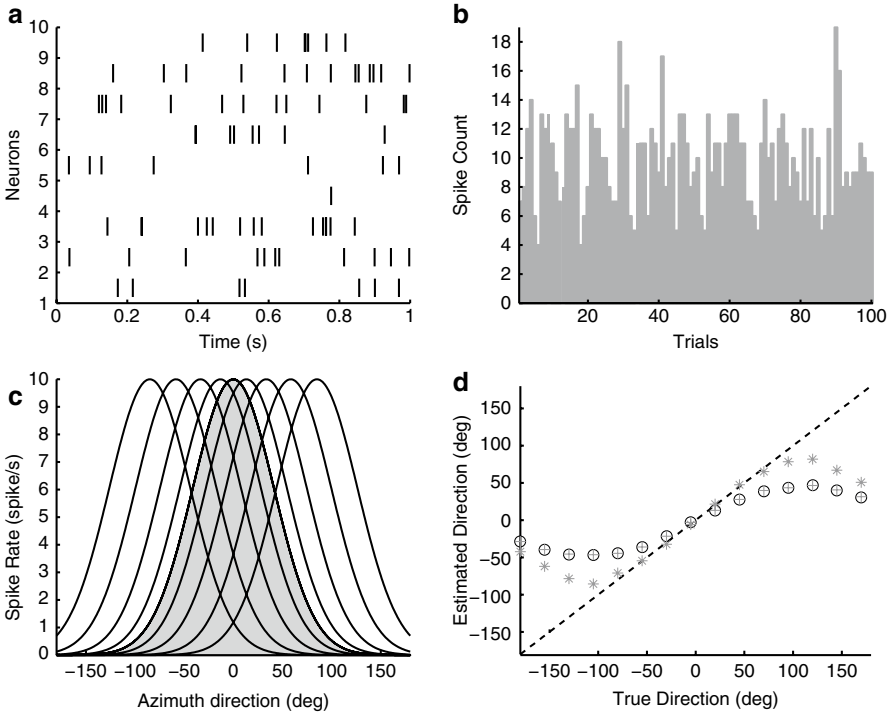 a
10
9
8
7
6
5
4
3
2
1
Neurons
0 0.2 0.4 0.6 0.8 1
Time (s)
b
18
16
14
12
10
8
6
4
2
0
Spike Count
20 40 60 80 100
Trials
c
10
9
8
7
6
5
4
3
2
1
0
Spike Rate (spike/s)
−150 −100 −50 0 50 100 150
Azimuth direction (deg)
d
150
100
50
0
−50
−100
−150
Estimated Direction (deg)
−150 −100 −50 0 50 100 150
True Direction (deg)